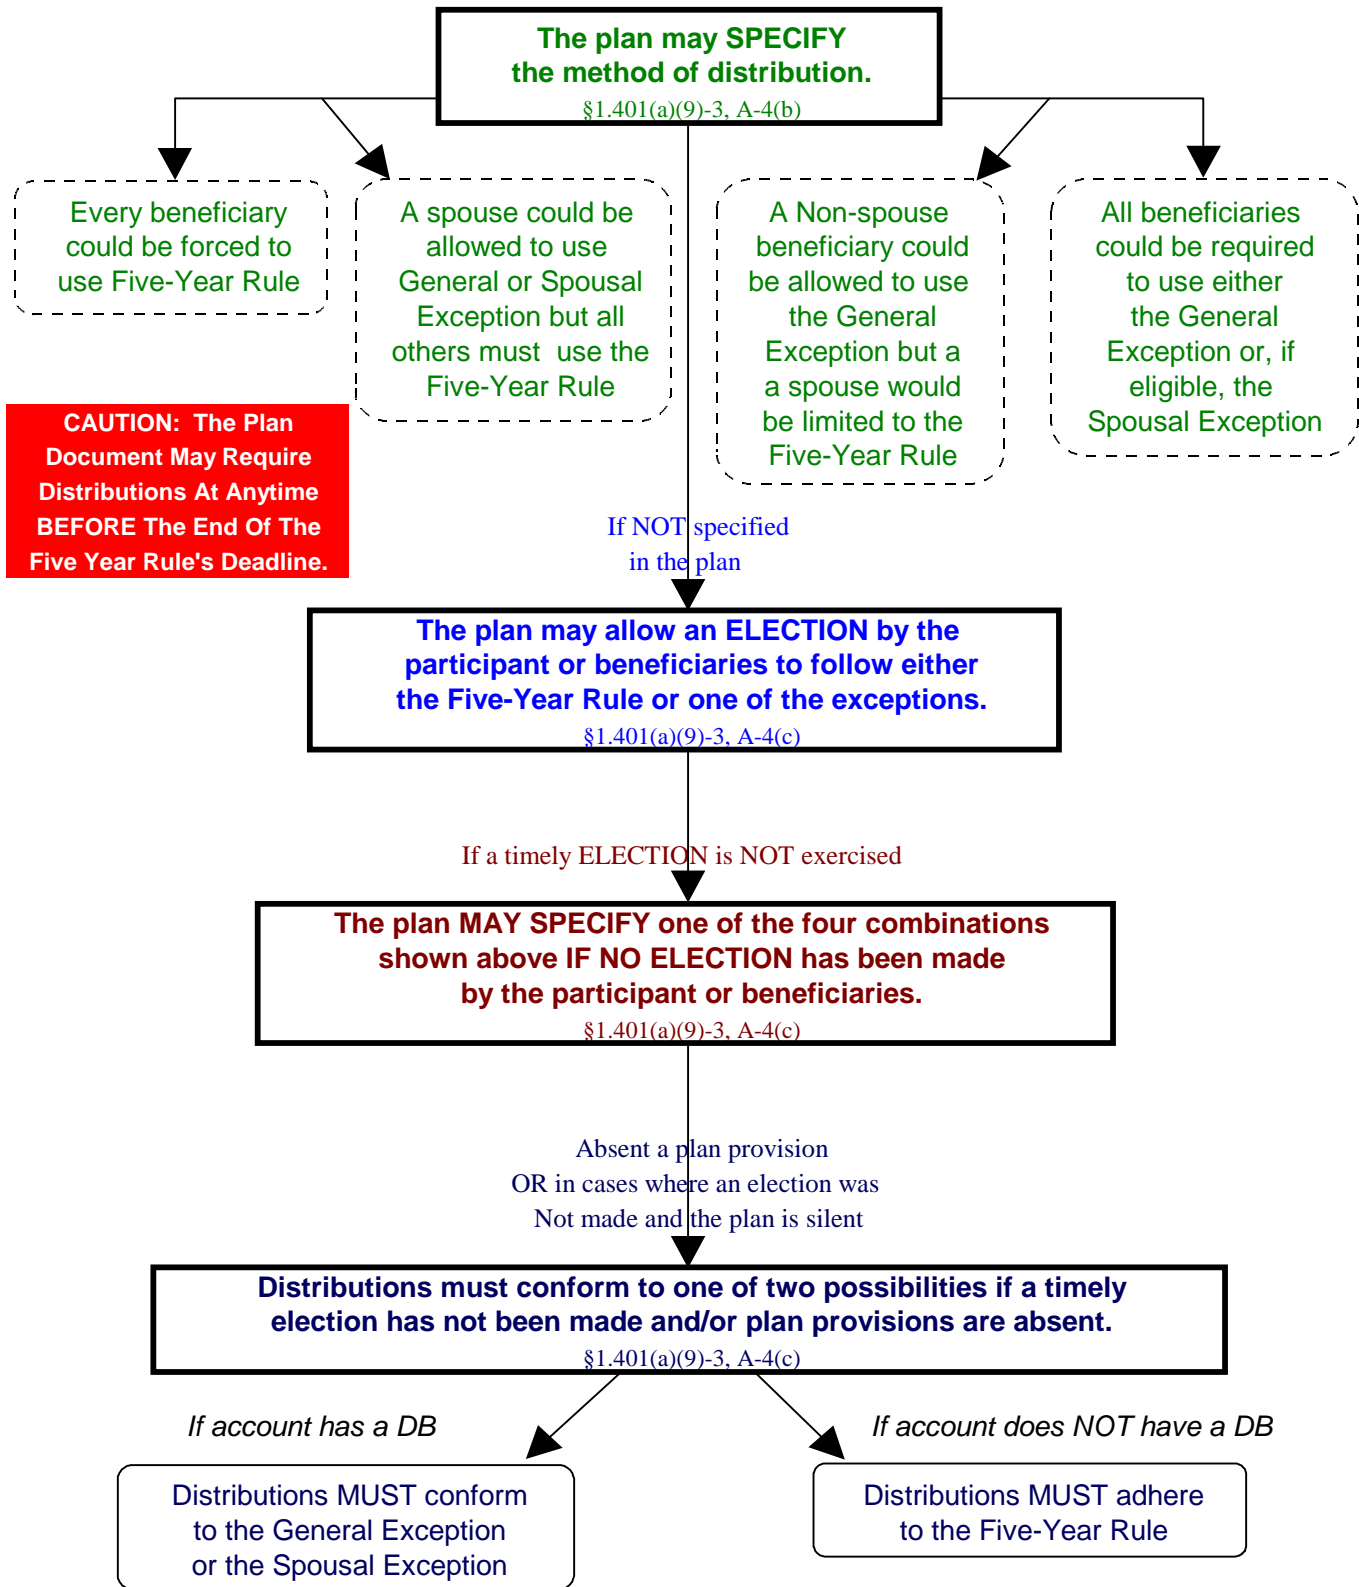 The plan may SPECIFY
the method of distribution.
§1.401(a)(9)-3, A-4(b)
Every beneficiary
could be forced to
use Five-Year Rule
A spouse could be
allowed to use
General or Spousal
Exception but all
others must use the
Five-Year Rule
A Non-spouse
beneficiary could
be allowed to use
the General
Exception but a
a spouse would
be limited to the
Five-Year Rule
All beneficiaries
could be required
to use either
the General
Exception or, if
eligible, the
Spousal Exception
CAUTION: The Plan
Document May Require
Distributions At Anytime
BEFORE The End Of The
Five Year Rule's Deadline.
If NOT specified
in the plan
The plan may allow an ELECTION by the
participant or beneficiaries to follow either
the Five-Year Rule or one of the exceptions.
§1.401(a)(9)-3, A-4(c)
If a timely ELECTION is NOT exercised
The plan MAY SPECIFY one of the four combinations
shown above IF NO ELECTION has been made
by the participant or beneficiaries.
§1.401(a)(9)-3, A-4(c)
Absent a plan provision
OR in cases where an election was
Not made and the plan is silent
Distributions must conform to one of two possibilities if a timely
election has not been made and/or plan provisions are absent.
§1.401(a)(9)-3, A-4(c)
If account has a DB
If account does NOT have a DB
Distributions MUST conform
to the General Exception
or the Spousal Exception
Distributions MUST adhere
to the Five-Year Rule